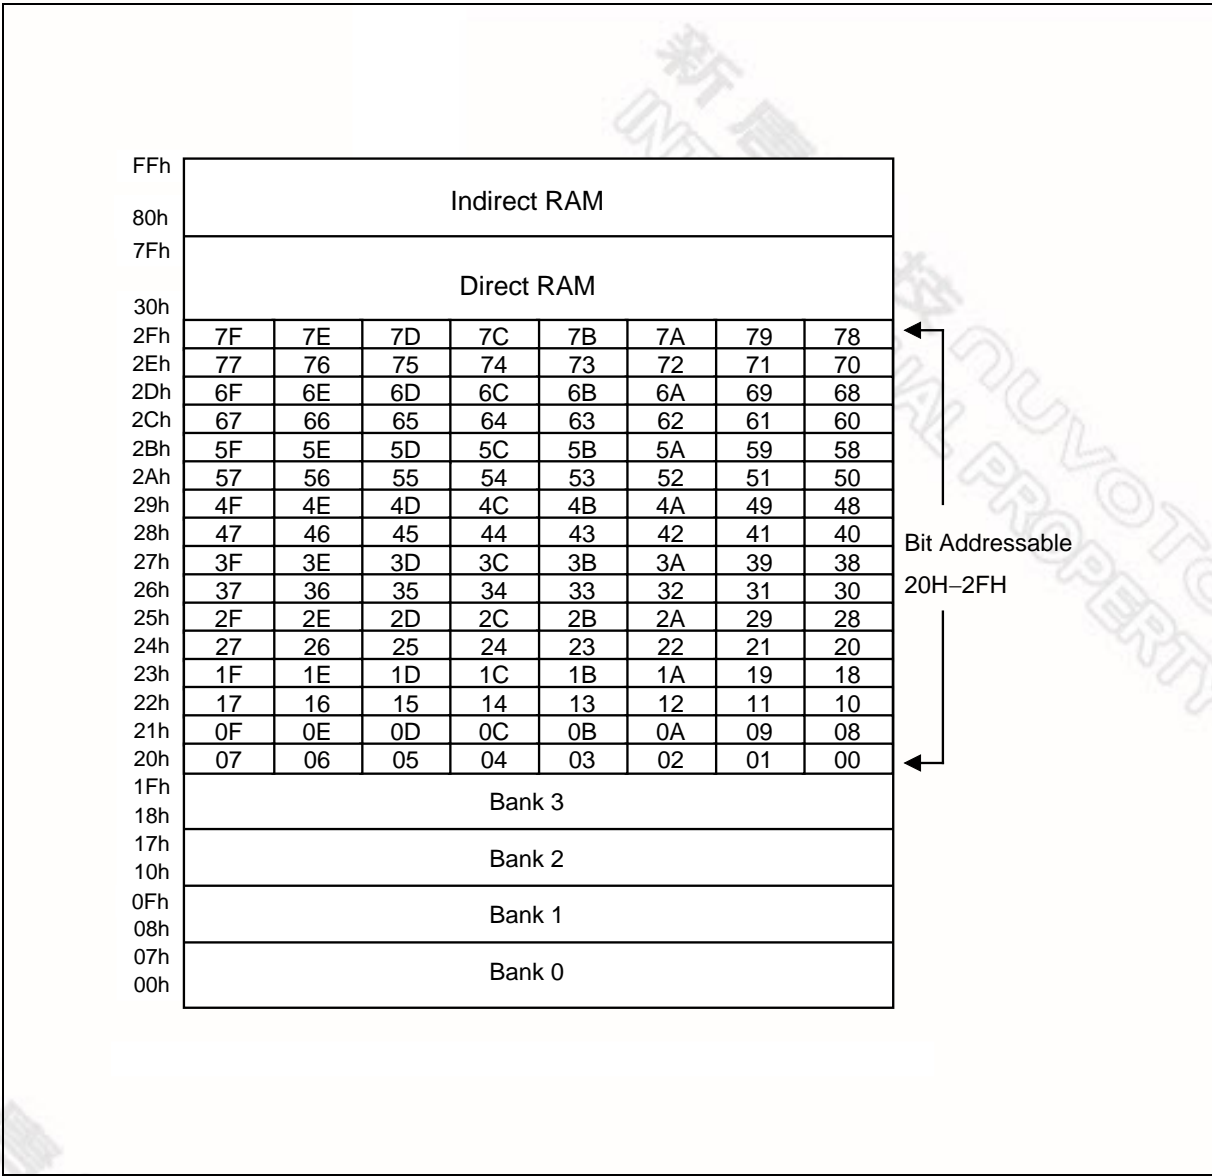 新唐
FFh
Indirect RAM
80h
7Fh
Direct RAM
30h
2Fh 7F 7E 7D 7C 7B 7A 79 78
2Eh 77 76 75 74 73 72 71 70
2Dh 6F 6E 6D 6C 6B 6A 69 68
2Ch 67 66 65 64 63 62 61 60
2Bh 5F 5E 5D 5C 5B 5A 59 58
2Ah 57 56 55 54 53 52 51 50
29h 4F 4E 4D 4C 4B 4A 49 48
28h 47 46 45 44 43 42 41 40
27h 3F 3E 3D 3C 3B 3A 39 38
26h 37 36 35 34 33 32 31 30
25h 2F 2E 2D 2C 2B 2A 29 28
24h 27 26 25 24 23 22 21 20
23h 1F 1E 1D 1C 1B 1A 19 18
22h 17 16 15 14 13 12 11 10
21h 0F 0E 0D 0C 0B 0A 09 08
20h 07 06 05 04 03 02 01 00
Bit Addressable
20H–2FH
1Fh
Bank 3
18h
17h
Bank 2
10h
0Fh
Bank 1
08h
07h
Bank 0
00h
技 nuvoTo
PROPERTY